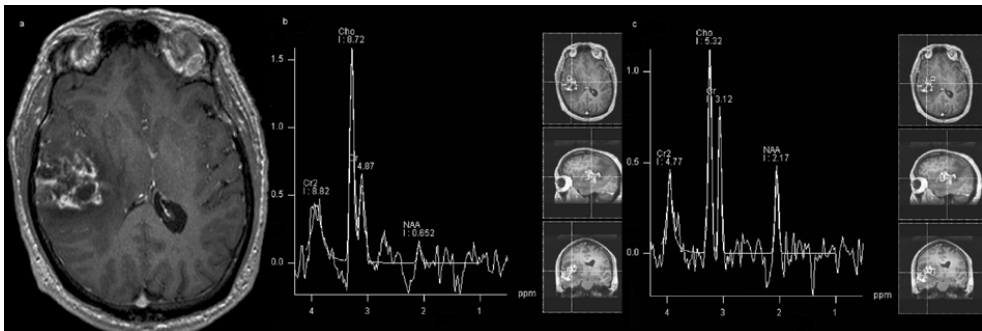 a
b
c
Cho
I : 8.72
1.5
1.0
0.5
0.0
Cr
4.87
Cr2
I : 8.82
NAA
I : 0.652
4
3
2
1
ppm
Cho
I : 5.32
1.0
0.5
0.0
Cr
I : 3.12
Cr2
I : 4.77
NAA
I : 2.17
4
3
2
1
ppm